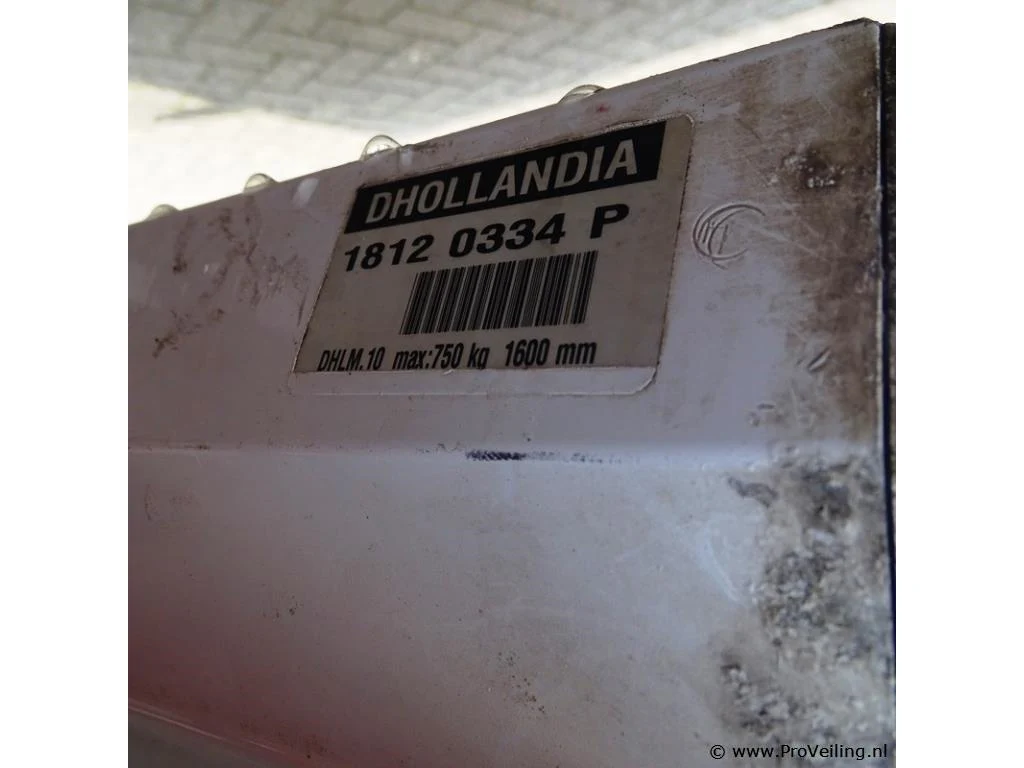 DHOLLANDIA
1812 0334 P
DHLM.10 max:750 kg 1600 mm
© www.ProVeiling.nl